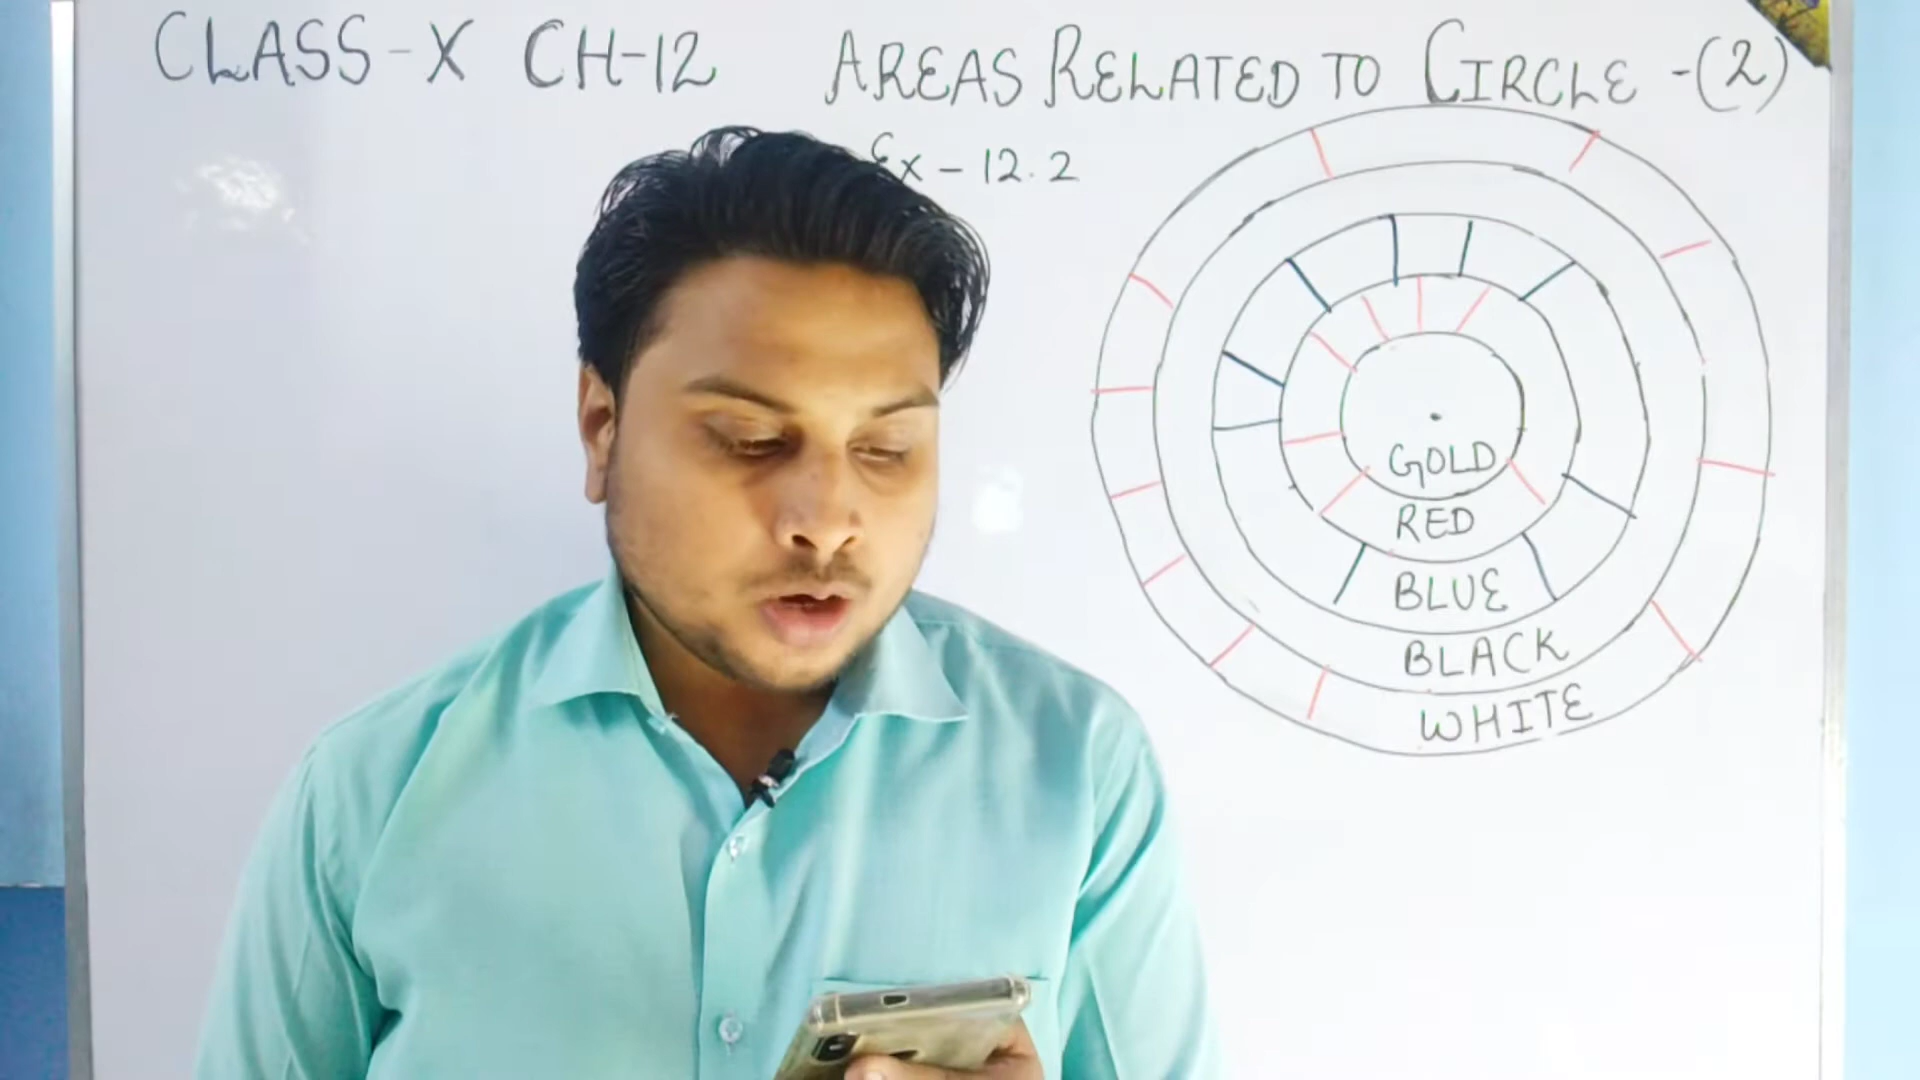 CLASS-X CH-12 AREAS RELATED TO CIRCLE -(2)
Ex - 12.2
GOLD
RED
BLUE
BLACK
WHITE